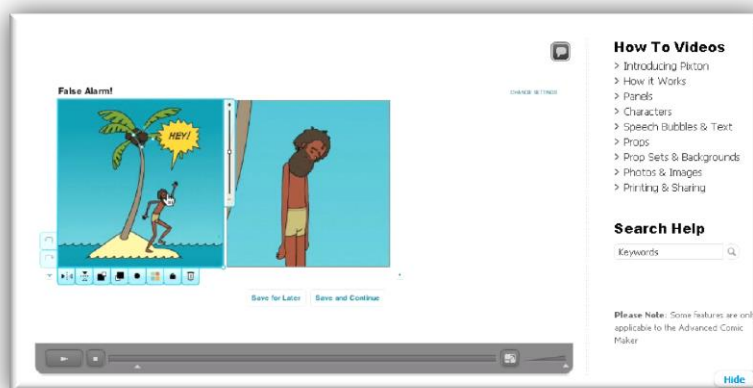 False Alarm!
CHANGE SETTINGS
HEY!
Save for Later
Save and Continue
How To Videos
> Introducing Pixton
> How it Works
> Panels
> Characters
> Speech Bubbles & Text
> Props
> Prop Sets & Backgrounds
> Photos & Images
> Printing & Sharing
Search Help
Keywords
Please Note: Some features are only
applicable to the Advanced Comic
Maker
Hide